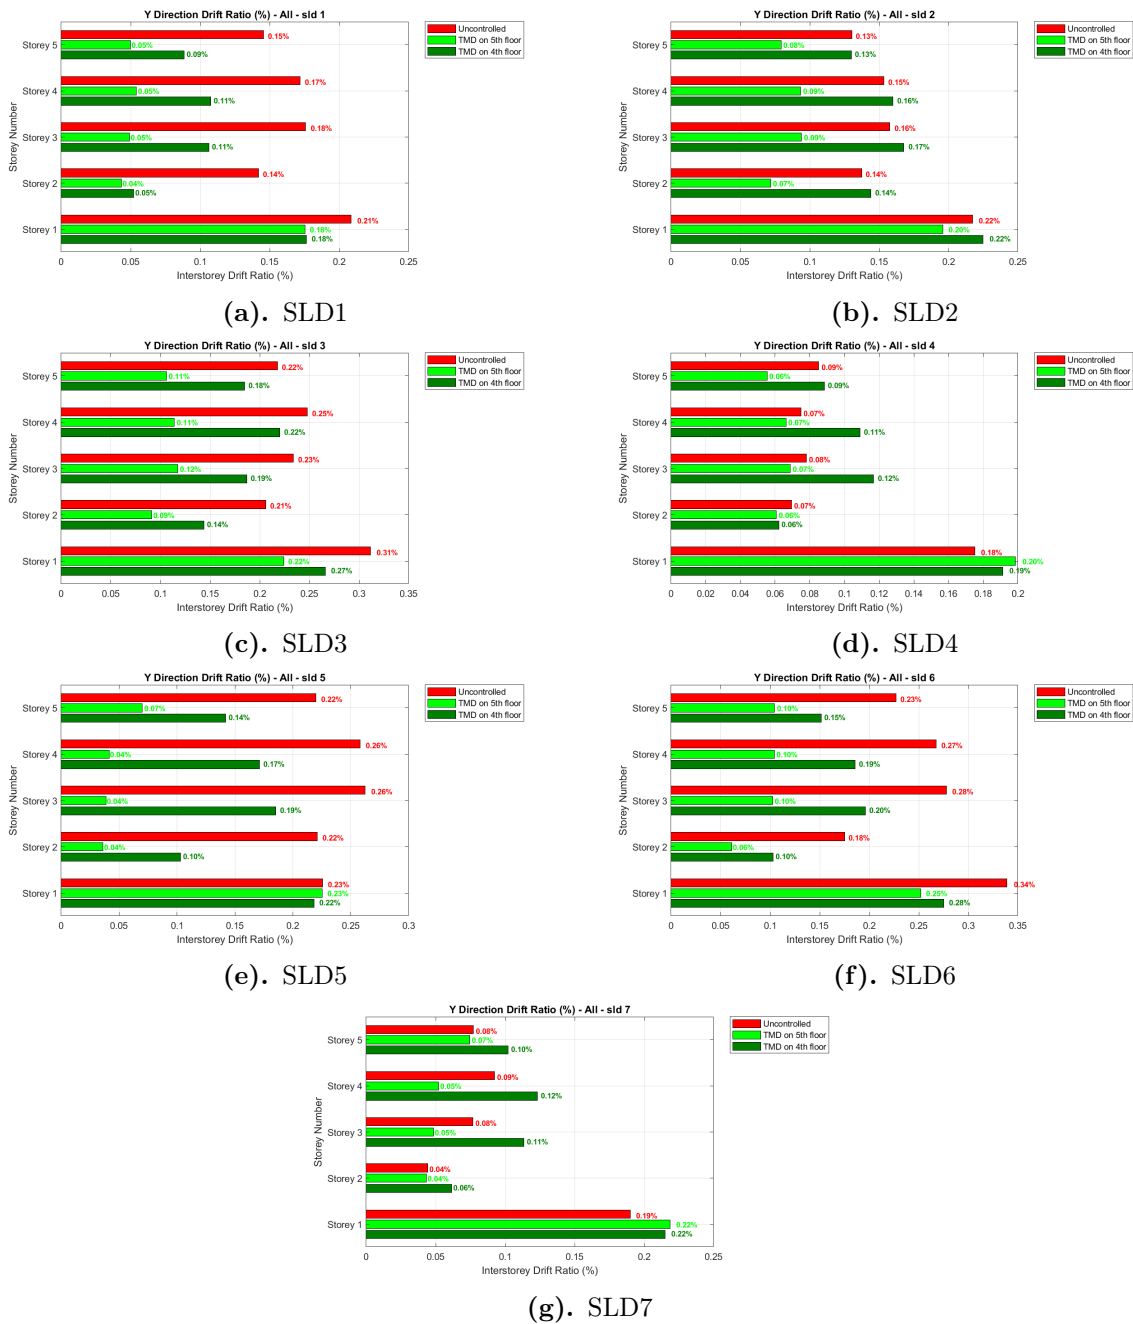 Y Direction Drift Ratio (%) - All - sld 1
Uncontrolled
TMD on 5th floor
TMD on 4th floor
Storey Number
Storey 5
0.15%
0.05%
0.09%
Storey 4
0.17%
0.05%
0.11%
Storey 3
0.18%
0.05%
0.11%
Storey 2
0.14%
0.04%
0.05%
Storey 1
0.21%
0.18%
0.18%
0 0.05 0.1 0.15 0.2 0.25
Interstorey Drift Ratio (%)
(a). SLD1
Y Direction Drift Ratio (%) - All - sld 2
Uncontrolled
TMD on 5th floor
TMD on 4th floor
Storey Number
Storey 5
0.13%
0.08%
0.13%
Storey 4
0.15%
0.09%
0.16%
Storey 3
0.16%
0.09%
0.17%
Storey 2
0.14%
0.07%
0.14%
Storey 1
0.22%
0.20%
0.22%
0 0.05 0.1 0.15 0.2 0.25
Interstorey Drift Ratio (%)
(b). SLD2
Y Direction Drift Ratio (%) - All - sld 3
Uncontrolled
TMD on 5th floor
TMD on 4th floor
Storey Number
Storey 5
0.22%
0.11%
0.18%
Storey 4
0.25%
0.11%
0.22%
Storey 3
0.23%
0.12%
0.19%
Storey 2
0.21%
0.09%
0.14%
Storey 1
0.31%
0.22%
0.27%
0 0.05 0.1 0.15 0.2 0.25 0.3 0.35
Interstorey Drift Ratio (%)
(c). SLD3
Y Direction Drift Ratio (%) - All - sld 4
Uncontrolled
TMD on 5th floor
TMD on 4th floor
Storey Number
Storey 5
0.09%
0.06%
0.09%
Storey 4
0.07%
0.07%
0.11%
Storey 3
0.08%
0.07%
0.12%
Storey 2
0.07%
0.06%
0.06%
Storey 1
0.18%
0.20%
0.19%
0 0.02 0.04 0.06 0.08 0.1 0.12 0.14 0.16 0.18 0.2
Interstorey Drift Ratio (%)
(d). SLD4
Y Direction Drift Ratio (%) - All - sld 5
Uncontrolled
TMD on 5th floor
TMD on 4th floor
Storey Number
Storey 5
0.22%
0.07%
0.14%
Storey 4
0.26%
0.04%
0.17%
Storey 3
0.26%
0.04%
0.19%
Storey 2
0.22%
0.04%
0.10%
Storey 1
0.23%
0.23%
0.22%
0 0.05 0.1 0.15 0.2 0.25 0.3
Interstorey Drift Ratio (%)
(e). SLD5
Y Direction Drift Ratio (%) - All - sld 6
Uncontrolled
TMD on 5th floor
TMD on 4th floor
Storey Number
Storey 5
0.23%
0.10%
0.15%
Storey 4
0.27%
0.10%
0.19%
Storey 3
0.28%
0.10%
0.20%
Storey 2
0.18%
0.06%
0.10%
Storey 1
0.34%
0.25%
0.28%
0 0.05 0.1 0.15 0.2 0.25 0.3 0.35
Interstorey Drift Ratio (%)
(f). SLD6
Y Direction Drift Ratio (%) - All - sld 7
Uncontrolled
TMD on 5th floor
TMD on 4th floor
Storey Number
Storey 5
0.08%
0.07%
0.10%
Storey 4
0.09%
0.05%
0.12%
Storey 3
0.08%
0.05%
0.11%
Storey 2
0.04%
0.04%
0.06%
Storey 1
0.19%
0.22%
0.22%
0 0.05 0.1 0.15 0.2 0.25
Interstorey Drift Ratio (%)
(g). SLD7